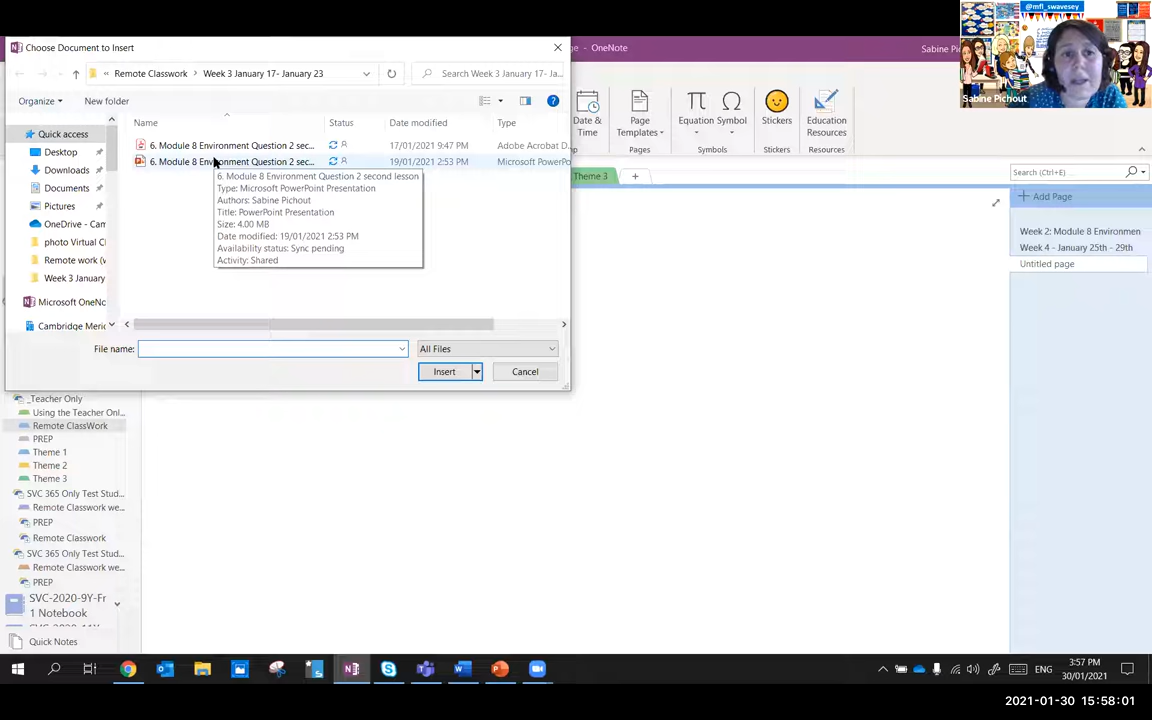 Choose Document to Insert
ge - OneNote
Sabine Pi
@mfl_swavesey
Sabine Pichout
Remote Classwork
Week 3 January 17- January 23
Search Week 3 January 17- Ja...
Organize
New folder
Date & Time
Page Templates
Equation
Symbol
Stickers
Education Resources
Pages
Symbols
Stickers
Resources
Name
Status
Date modified
Type
6. Module 8 Environment Question 2 sec...
17/01/2021 9:47 PM
Adobe Acrobat D...
6. Module 8 Environment Question 2 sec...
19/01/2021 2:53 PM
Microsoft PowerPo
6. Module 8 Environment Question 2 second lesson
Type: Microsoft PowerPoint Presentation
Authors: Sabine Pichout
Title: PowerPoint Presentation
Size: 4.00 MB
Date modified: 19/01/2021 2:53 PM
Availability status: Sync pending
Activity: Shared
Quick access
Desktop
Downloads
Documents
Pictures
OneDrive - Cam
photo Virtual Cl
Remote work (w
Week 3 January
Microsoft OneNo
Cambridge Meric
File name:
All Files
Insert
Cancel
Theme 3
Search (Ctrl+E)
Add Page
Week 2: Module 8 Environmen
Week 4 - January 25th - 29th
Untitled page
_Teacher Only
Using the Teacher Onl...
Remote ClassWork
PREP
Theme 1
Theme 2
Theme 3
SVC 365 Only Test Stud...
Remote Classwork we...
PREP
Remote Classwork
SVC 365 Only Test Stud...
Remote Classwork we...
PREP
SVC-2020-9Y-Fr
1 Notebook
Quick Notes
ENG
3:57 PM
30/01/2021
2021-01-30 15:58:01